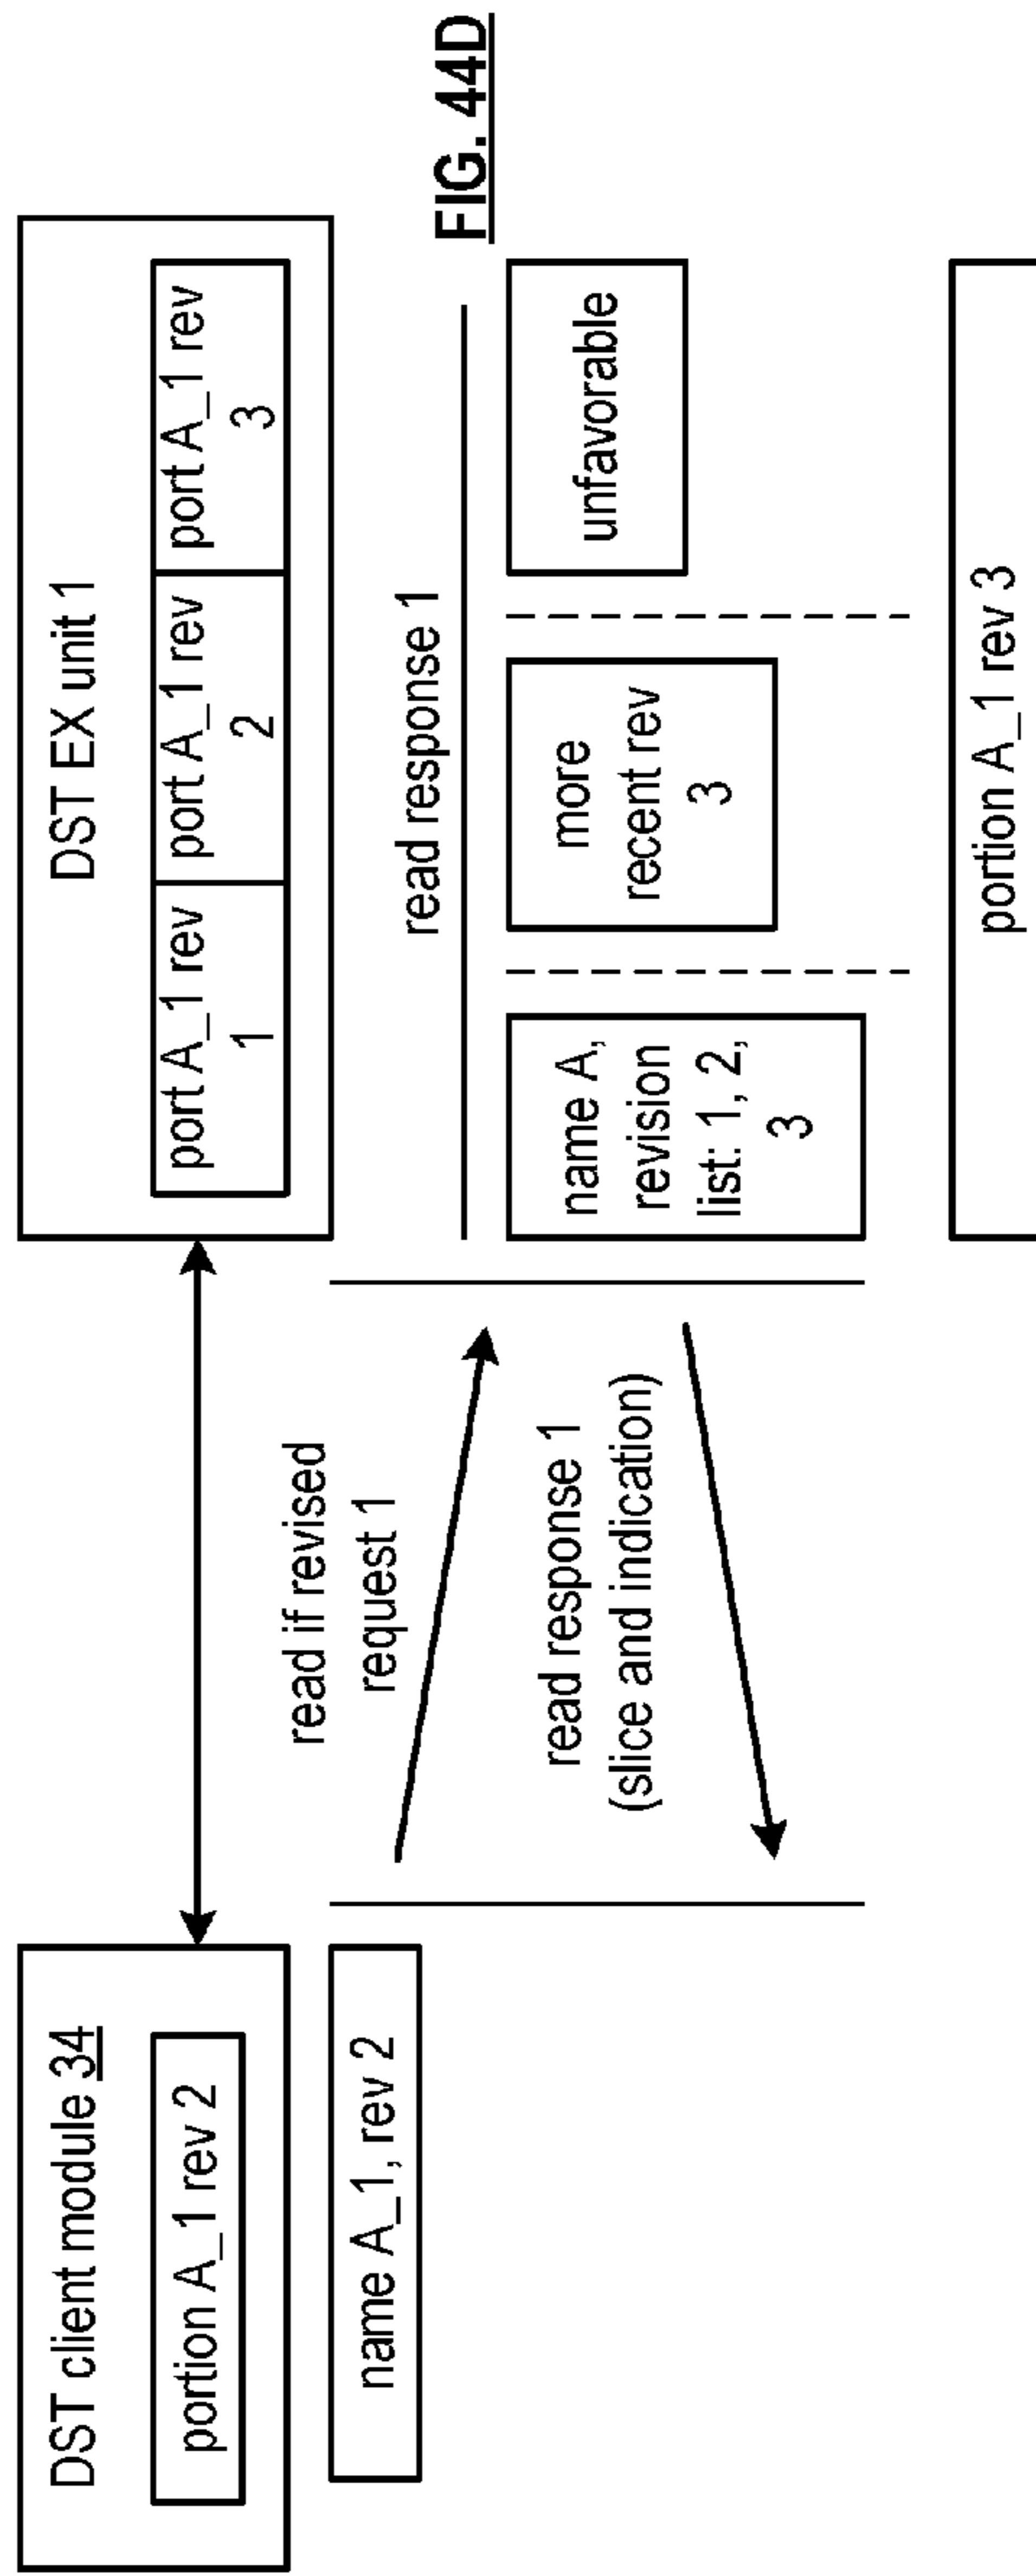 DST client module 34
portion A_1 rev 2
name A_1, rev 2
read if revised
request 1
read response 1
(slice and indication)
DST EX unit 1
port A_1 rev
1
port A_1 rev
2
port A_1 rev
3
read response 1
name A,
revision
list: 1, 2,
3
more
recent rev
3
unfavorable
portion A_1 rev 3
FIG. 44D